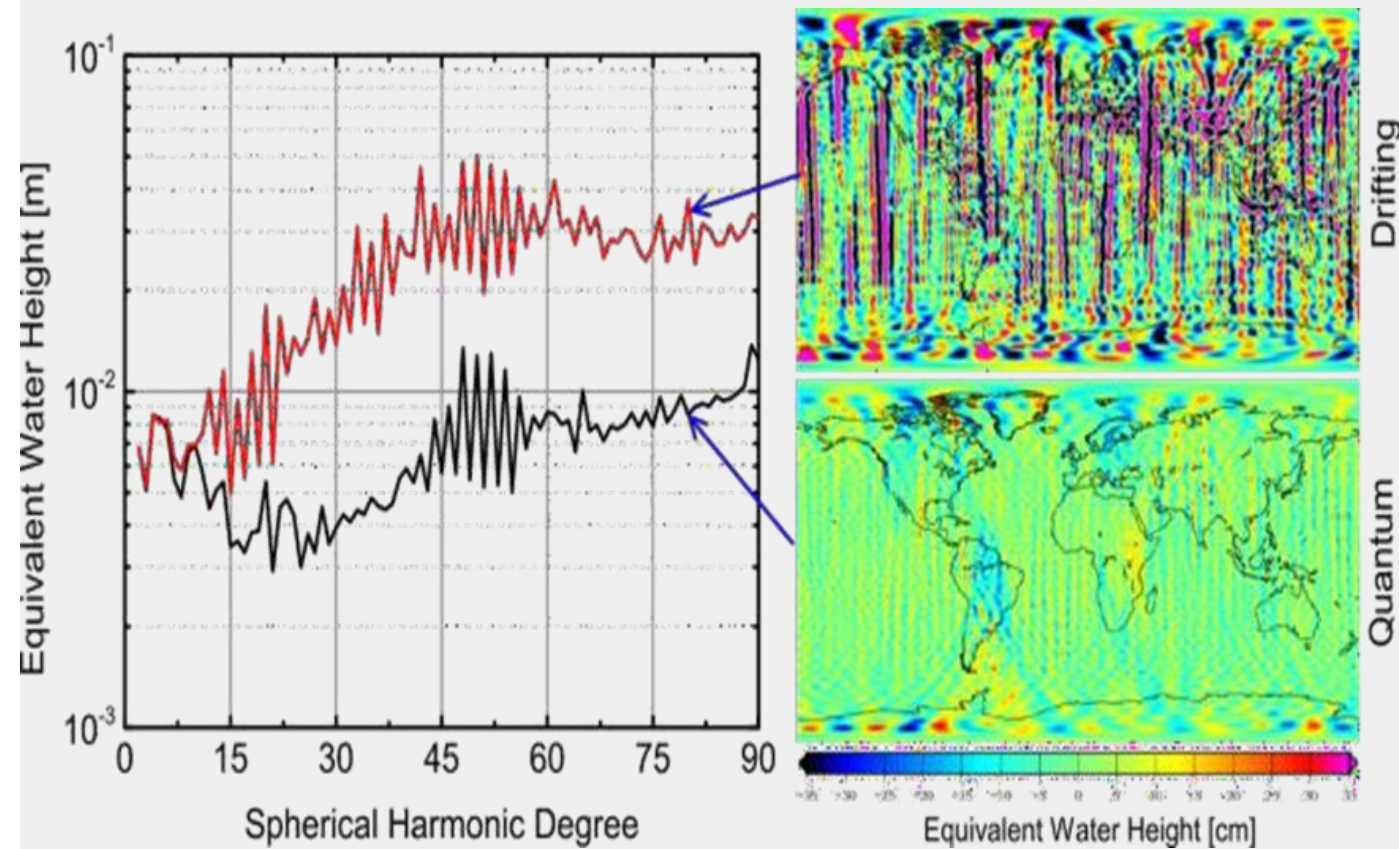 Equivalent Water Height [m]
10-1
10-2
10-3
0 15 30 45 60 75 90
Spherical Harmonic Degree
Drifting
Quantum
Equivalent Water Height [cm]